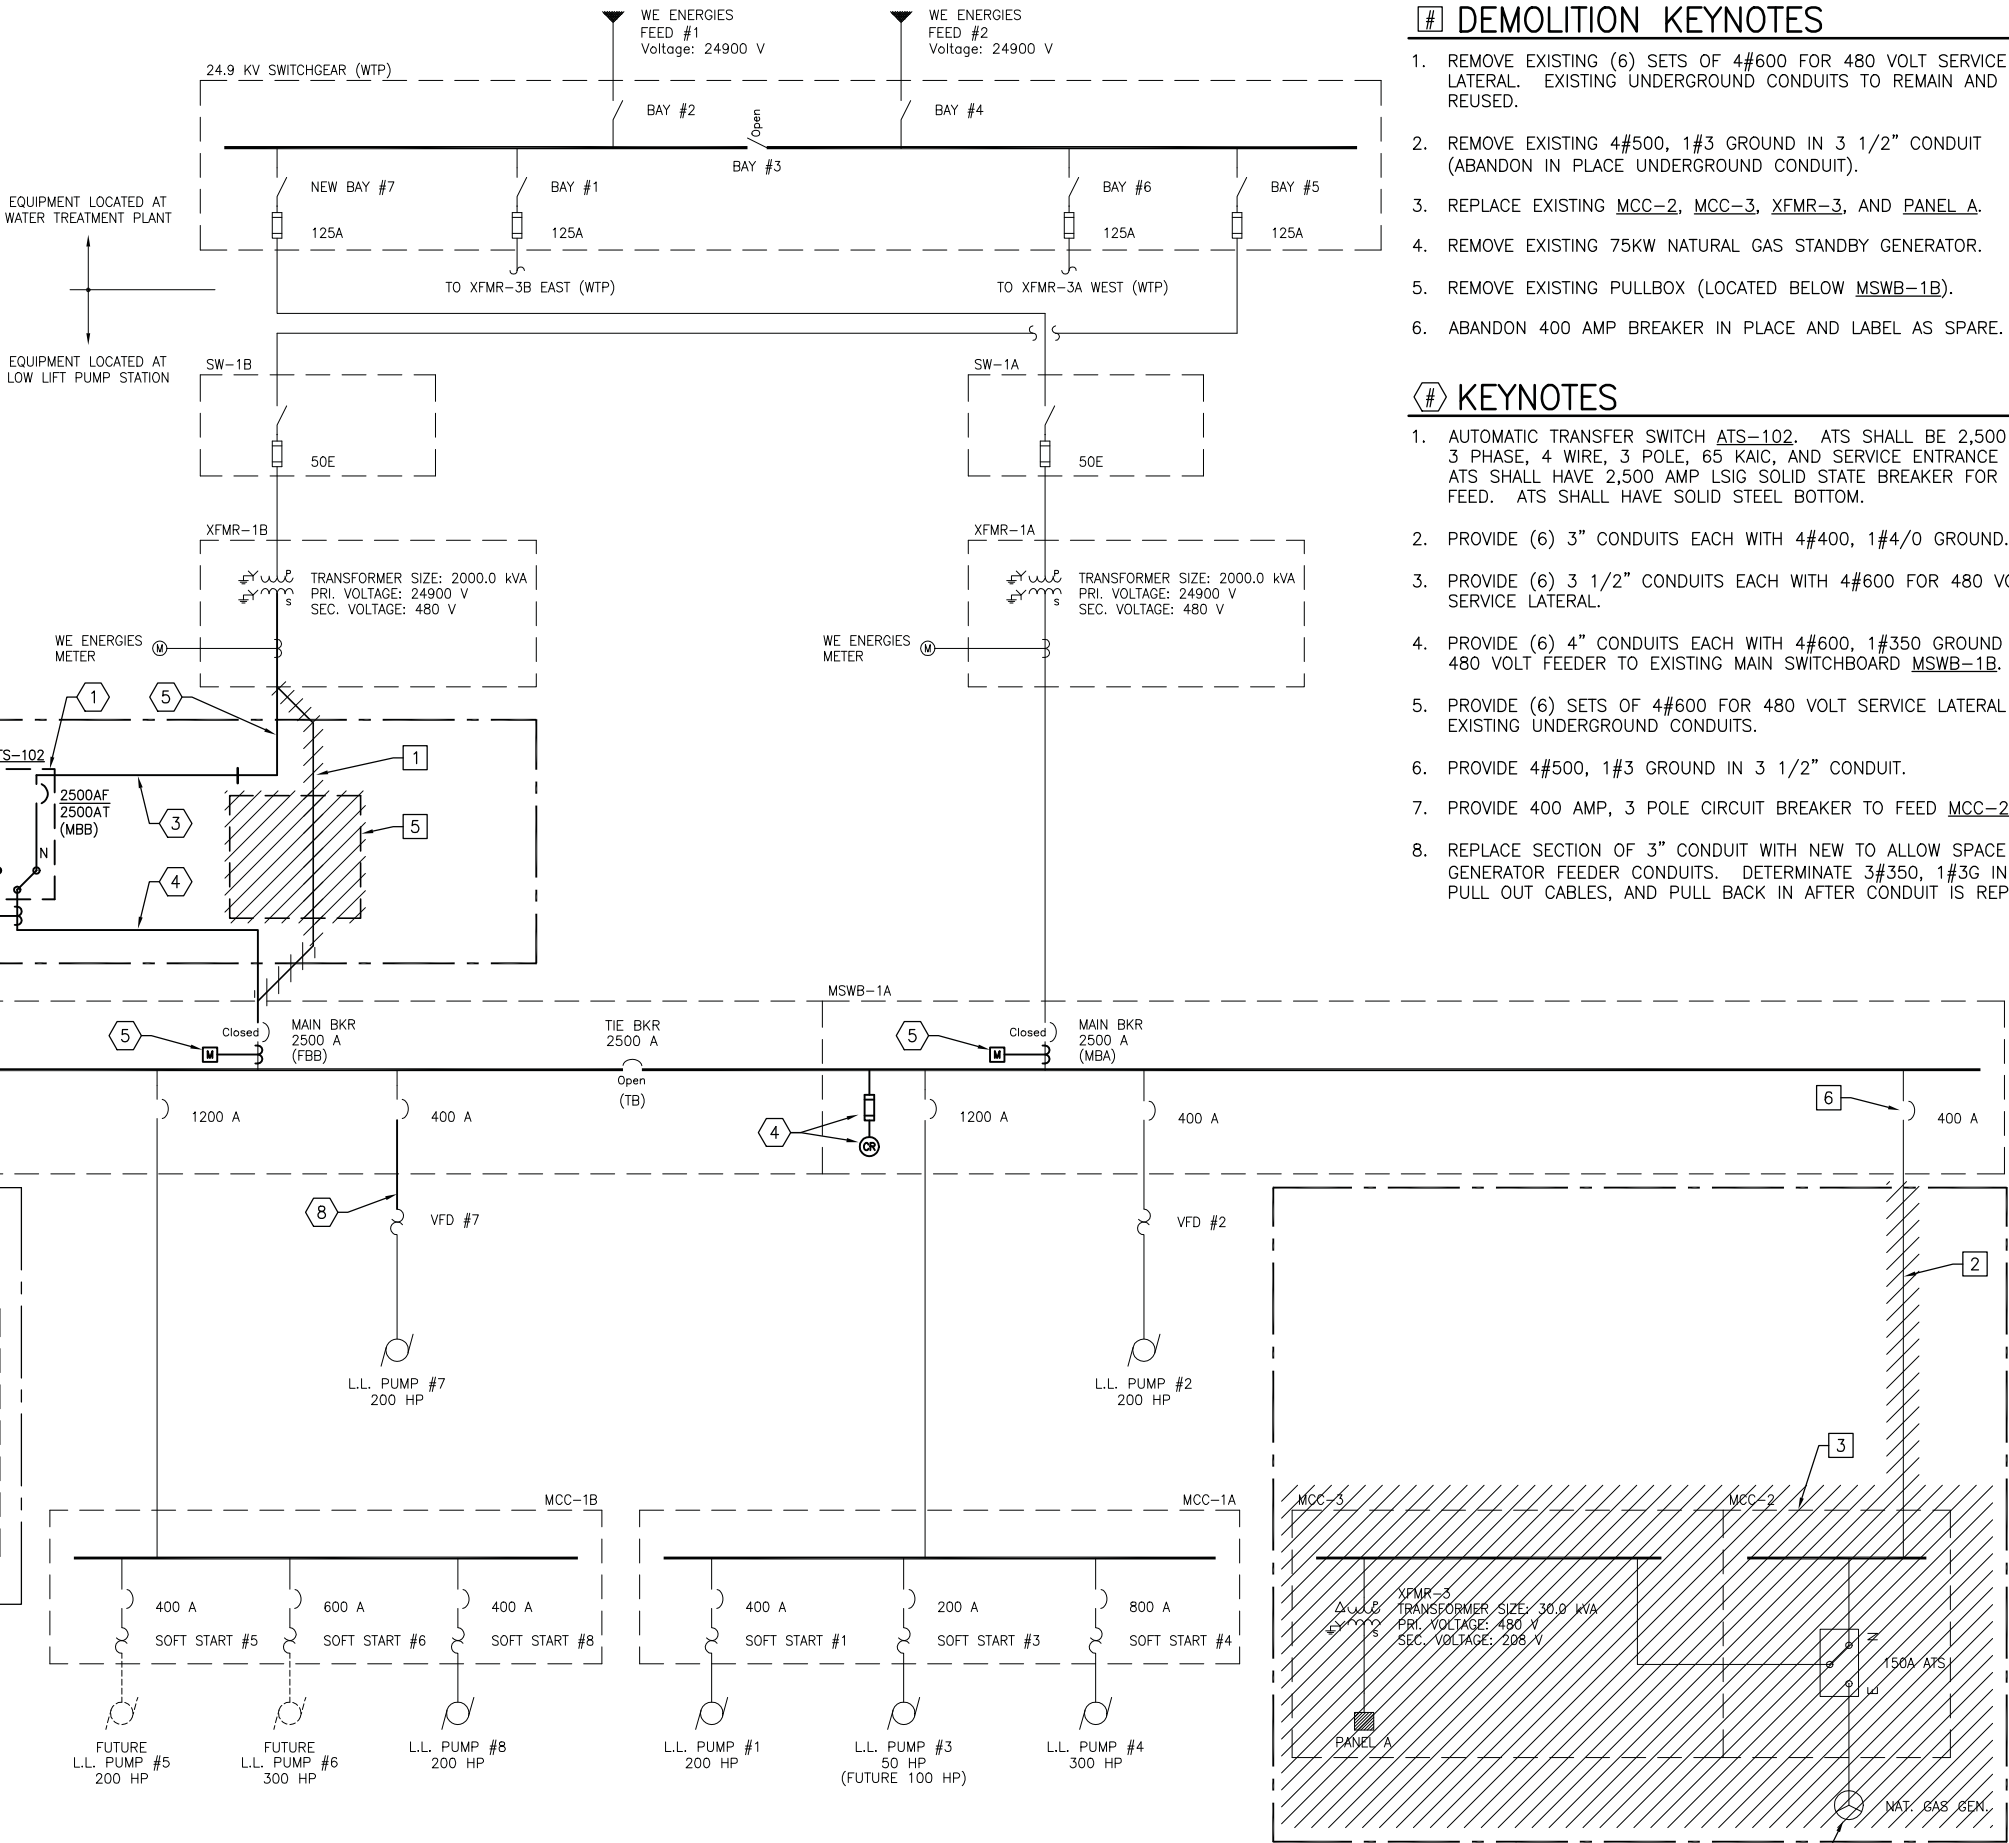 WE ENERGIES
FEED #1
Voltage: 24900 V
WE ENERGIES
FEED #2
Voltage: 24900 V
24.9 KV SWITCHGEAR (WTP)
BAY #2
Open
BAY #4
BAY #3
NEW BAY #7
BAY #1
BAY #6
BAY #5
125A
125A
125A
125A
TO XFMR-3B EAST (WTP)
TO XFMR-3A WEST (WTP)
EQUIPMENT LOCATED AT
WATER TREATMENT PLANT
EQUIPMENT LOCATED AT
LOW LIFT PUMP STATION
SW-1B
50E
SW-1A
50E
XFMR-1B
P
S
TRANSFORMER SIZE: 2000.0 kVA
PRI. VOLTAGE: 24900 V
SEC. VOLTAGE: 480 V
WE ENERGIES
METER
M
XFMR-1A
P
S
TRANSFORMER SIZE: 2000.0 kVA
PRI. VOLTAGE: 24900 V
SEC. VOLTAGE: 480 V
WE ENERGIES
METER
M
1
5
TS-102
2500AF
2500AT
(MBB)
N
3
4
1
5
# DEMOLITION KEYNOTES
1. REMOVE EXISTING (6) SETS OF 4#600 FOR 480 VOLT SERVICE
LATERAL. EXISTING UNDERGROUND CONDUITS TO REMAIN AND
REUSED.
2. REMOVE EXISTING 4#500, 1#3 GROUND IN 3 1/2" CONDUIT
(ABANDON IN PLACE UNDERGROUND CONDUIT).
3. REPLACE EXISTING MCC-2, MCC-3, XFMR-3, AND PANEL A.
4. REMOVE EXISTING 75KW NATURAL GAS STANDBY GENERATOR.
5. REMOVE EXISTING PULLBOX (LOCATED BELOW MSWB-1B).
6. ABANDON 400 AMP BREAKER IN PLACE AND LABEL AS SPARE.
# KEYNOTES
1. AUTOMATIC TRANSFER SWITCH ATS-102. ATS SHALL BE 2,500
3 PHASE, 4 WIRE, 3 POLE, 65 KAIC, AND SERVICE ENTRANCE
ATS SHALL HAVE 2,500 AMP LSIG SOLID STATE BREAKER FOR
FEED. ATS SHALL HAVE SOLID STEEL BOTTOM.
2. PROVIDE (6) 3" CONDUITS EACH WITH 4#400, 1#4/0 GROUND.
3. PROVIDE (6) 3 1/2" CONDUITS EACH WITH 4#600 FOR 480 VO
SERVICE LATERAL.
4. PROVIDE (6) 4" CONDUITS EACH WITH 4#600, 1#350 GROUND
480 VOLT FEEDER TO EXISTING MAIN SWITCHBOARD MSWB-1B.
5. PROVIDE (6) SETS OF 4#600 FOR 480 VOLT SERVICE LATERAL
EXISTING UNDERGROUND CONDUITS.
6. PROVIDE 4#500, 1#3 GROUND IN 3 1/2" CONDUIT.
7. PROVIDE 400 AMP, 3 POLE CIRCUIT BREAKER TO FEED MCC-2
8. REPLACE SECTION OF 3" CONDUIT WITH NEW TO ALLOW SPACE
GENERATOR FEEDER CONDUITS. DETERMINATE 3#350, 1#3G IN
PULL OUT CABLES, AND PULL BACK IN AFTER CONDUIT IS REP
MSWB-1A
5
M
Closed
MAIN BKR
2500 A
(FBB)
TIE BKR
2500 A
Open
(TB)
5
M
Closed
MAIN BKR
2500 A
(MBA)
1200 A
400 A
4
CR
1200 A
400 A
6
400 A
8
VFD #7
VFD #2
2
L.L. PUMP #7
200 HP
L.L. PUMP #2
200 HP
3
MCC-1B
400 A
SOFT START #5
600 A
SOFT START #6
400 A
SOFT START #8
FUTURE
L.L. PUMP #5
200 HP
FUTURE
L.L. PUMP #6
300 HP
L.L. PUMP #8
200 HP
MCC-1A
400 A
SOFT START #1
200 A
SOFT START #3
800 A
SOFT START #4
L.L. PUMP #1
200 HP
L.L. PUMP #3
50 HP
(FUTURE 100 HP)
L.L. PUMP #4
300 HP
MCC-3
MCC-2
P
S
XFMR-3
TRANSFORMER SIZE: 30.0 kVA
PRI. VOLTAGE: 480 V
SEC. VOLTAGE: 208 V
N
150A ATS
E
PANEL A
NAT. GAS GEN.